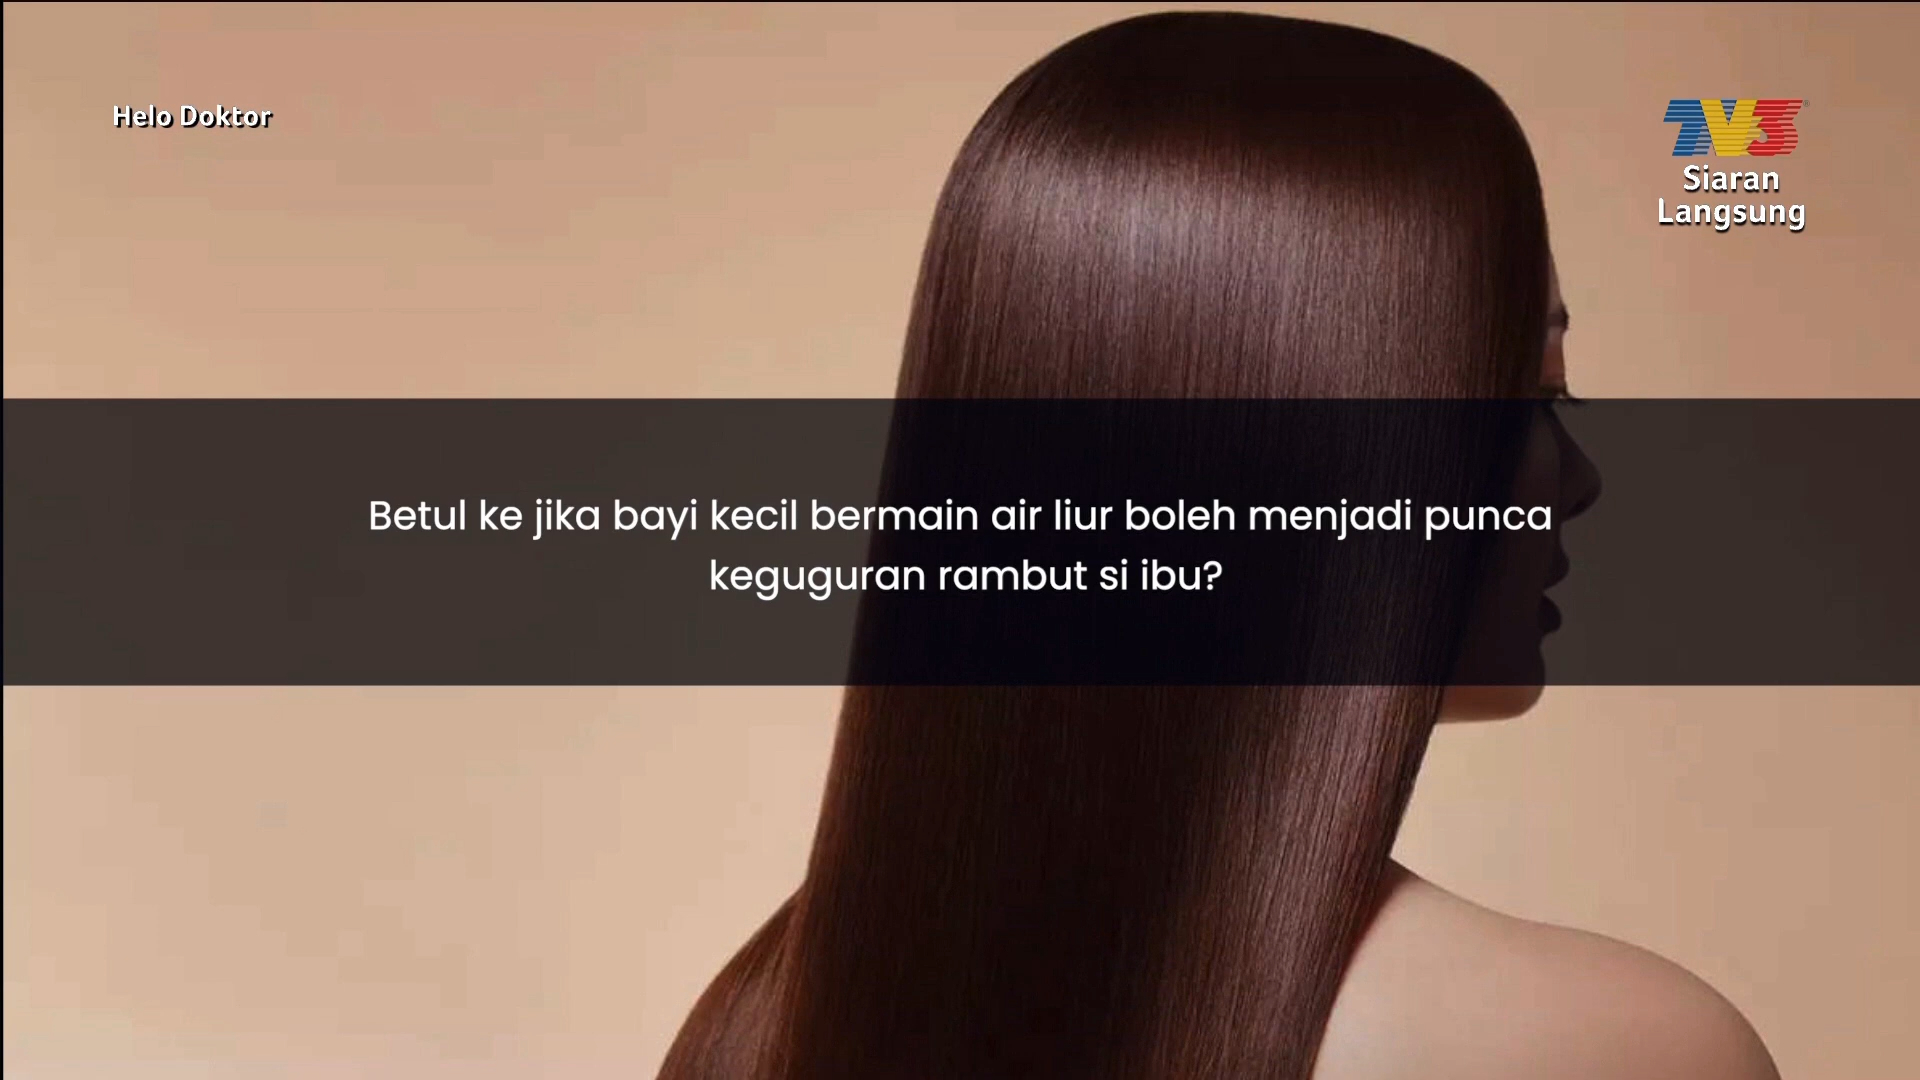 Helo Doktor
TV3
Siaran
Langsung
Betul ke jika bayi kecil bermain air liur boleh menjadi punca
keguguran rambut si ibu?